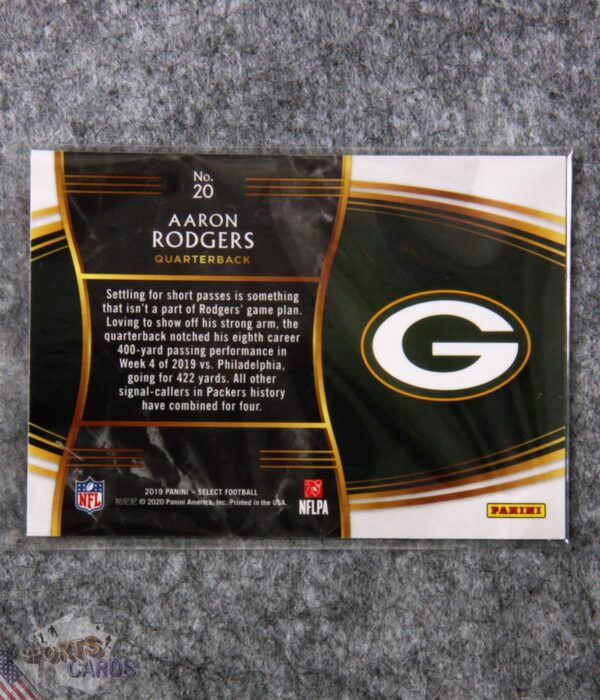 No.
20
AARON
RODGERS
QUARTERBACK
Settling for short passes is something
that isn't a part of Rodgers' game plan.
Loving to show off his strong arm, the
quarterback notched his eighth career
400-yard passing performance in
Week 4 of 2019 vs. Philadelphia,
going for 422 yards. All other
signal-callers in Packers history
have combined for four.
G
NFL
2019 PANINI – SELECT FOOTBALL
帕尼尼 © 2020 Panini America, Inc. Printed in the USA.
NFLPA
PANINI
SPORTS
CARDS